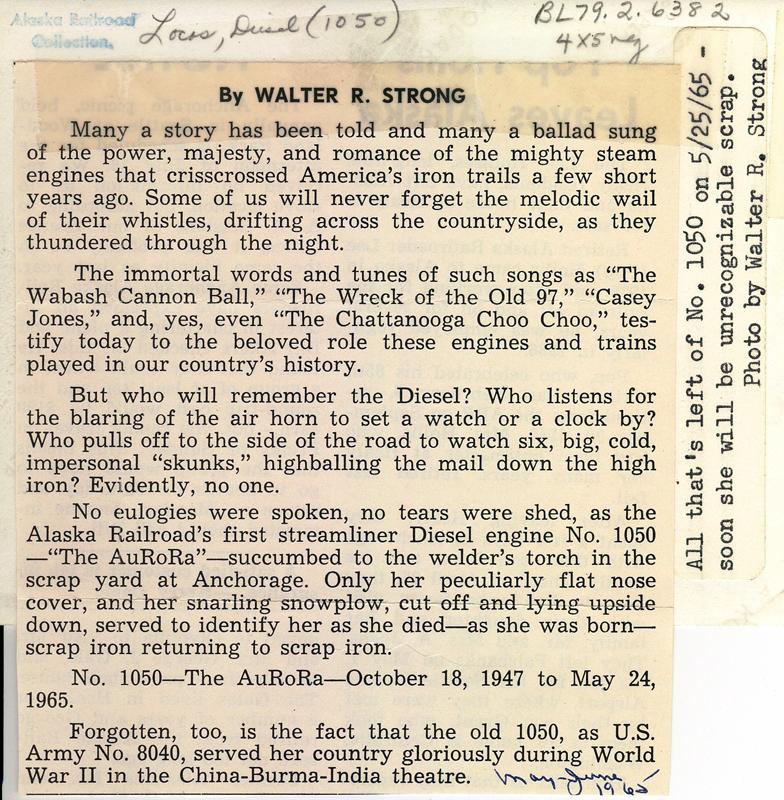 Alaska Railroad
Collection.
Locos, Diesel (1050)
BL79.2.6382
4X5 neg
By WALTER R. STRONG
Many a story has been told and many a ballad sung
of the power, majesty, and romance of the mighty steam
engines that crisscrossed America's iron trails a few short
years ago. Some of us will never forget the melodic wail
of their whistles, drifting across the countryside, as they
thundered through the night.
The immortal words and tunes of such songs as "The
Wabash Cannon Ball," "The Wreck of the Old 97," "Casey
Jones," and, yes, even "The Chattanooga Choo Choo," tes-
tify today to the beloved role these engines and trains
played in our country's history.
But who will remember the Diesel? Who listens for
the blaring of the air horn to set a watch or a clock by?
Who pulls off to the side of the road to watch six, big, cold,
impersonal "skunks," highballing the mail down the high
iron? Evidently, no one.
No eulogies were spoken, no tears were shed, as the
Alaska Railroad's first streamliner Diesel engine No. 1050
—"The AuRoRa"—succumbed to the welder's torch in the
scrap yard at Anchorage. Only her peculiarly flat nose
cover, and her snarling snowplow, cut off and lying upside
down, served to identify her as she died—as she was born—
scrap iron returning to scrap iron.
No. 1050—The AuRoRa—October 18, 1947 to May 24,
1965.
Forgotten, too, is the fact that the old 1050, as U.S.
Army No. 8040, served her country gloriously during World
War II in the China-Burma-India theatre.
May-June
1965
All that's left of No. 1050 on 5/25/65 -
soon she will be unrecognizable scrap.
Photo by Walter R. Strong